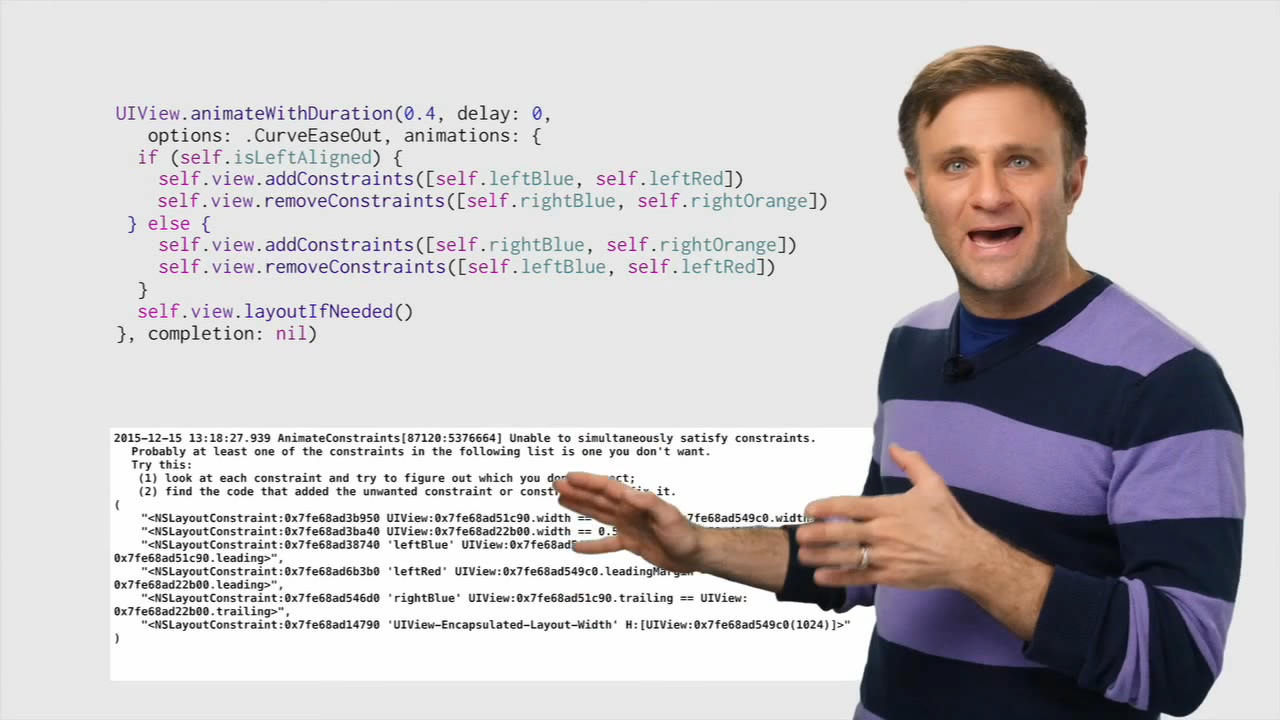 UIView.animateWithDuration(0.4, delay: 0,
options: .CurveEaseOut, animations: {
if (self.isLeftAligned) {
self.view.addConstraints([self.leftBlue, self.leftRed])
self.view.removeConstraints([self.rightBlue, self.rightOrange])
} else {
self.view.addConstraints([self.rightBlue, self.rightOrange])
self.view.removeConstraints([self.leftBlue, self.leftRed])
}
self.view.layoutIfNeeded()
}, completion: nil)
2015-12-15 13:18:27.939 AnimateConstraints[87120:5376664] Unable to simultaneously satisfy constraints.
Probably at least one of the constraints in the following list is one you don't want.
Try this:
(1) look at each constraint and try to figure out which you
(2) find the code that added the unwanted constraint or it.
(
"<NSLayoutConstraint:0x7fe68ad3b950 UIView:0x7fe68ad51c90.width ==
"<NSLayoutConstraint:0x7fe68ad3ba40 UIView:0x7fe68ad22b00.width ==
"<NSLayoutConstraint:0x7fe68ad38740 'leftBlue'
0x7fe68ad51c90.leading>",
"<NSLayoutConstraint:0x7fe68ad6b3b0 'leftRed' UIView:0x7fe68ad549c0.leadingMargin
0x7fe68ad22b00.leading>",
"<NSLayoutConstraint:0x7fe68ad546d0 'rightBlue' UIView:0x7fe68ad51c90.trailing == UIView:
0x7fe68ad22b00.trailing>",
"<NSLayoutConstraint:0x7fe68ad14790 'UIView-Encapsulated-Layout-Width' H:[UIView:0x7fe68ad549c0(1024)]>"
)